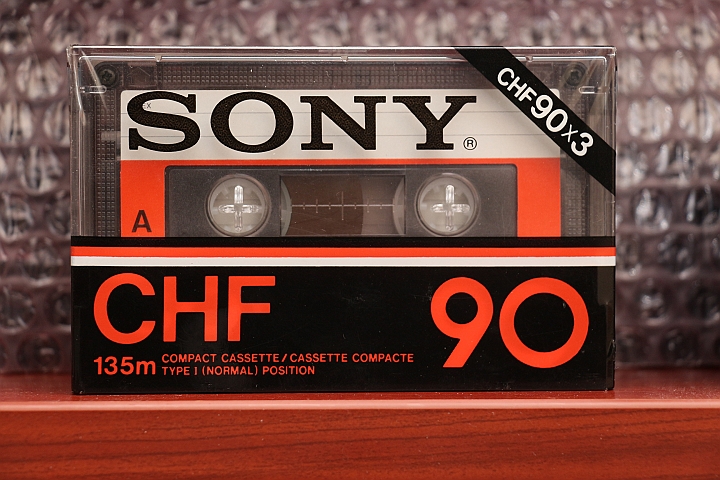 CHF90x3
SONY®
A
CHF 90
135m COMPACT CASSETTE/CASSETTE COMPACTE
TYPE I (NORMAL) POSITION